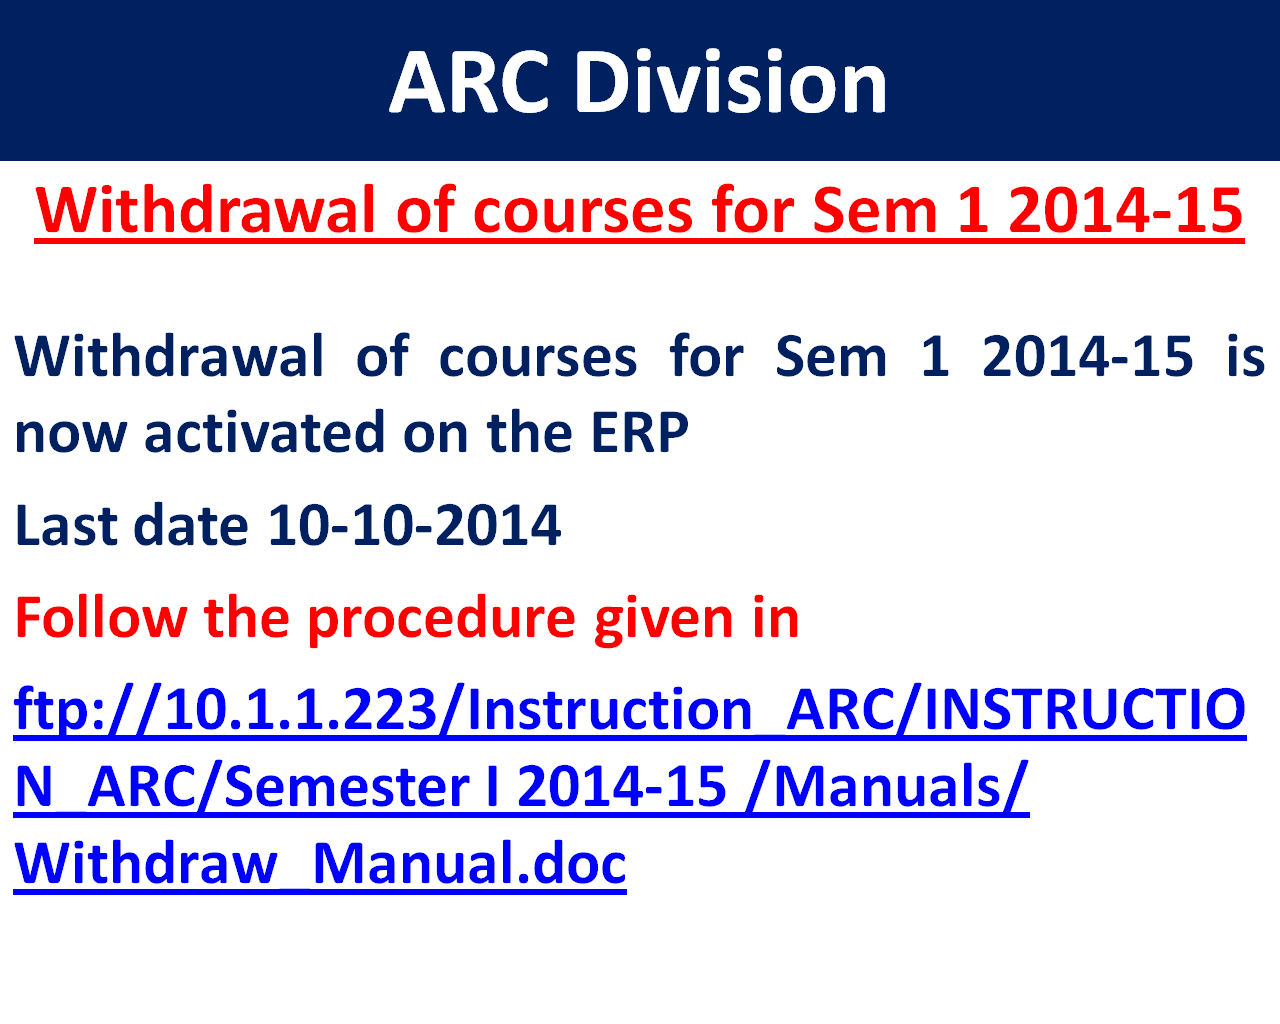 ARC Division
Withdrawal of courses for Sem 1 2014-15
Withdrawal of courses for Sem 1 2014-15 is
now activated on the ERP
Last date 10-10-2014
Follow the procedure given in
ftp://10.1.1.223/Instruction_ARC/INSTRUCTIO
N_ARC/Semester I 2014-15 /Manuals/
Withdraw_Manual.doc